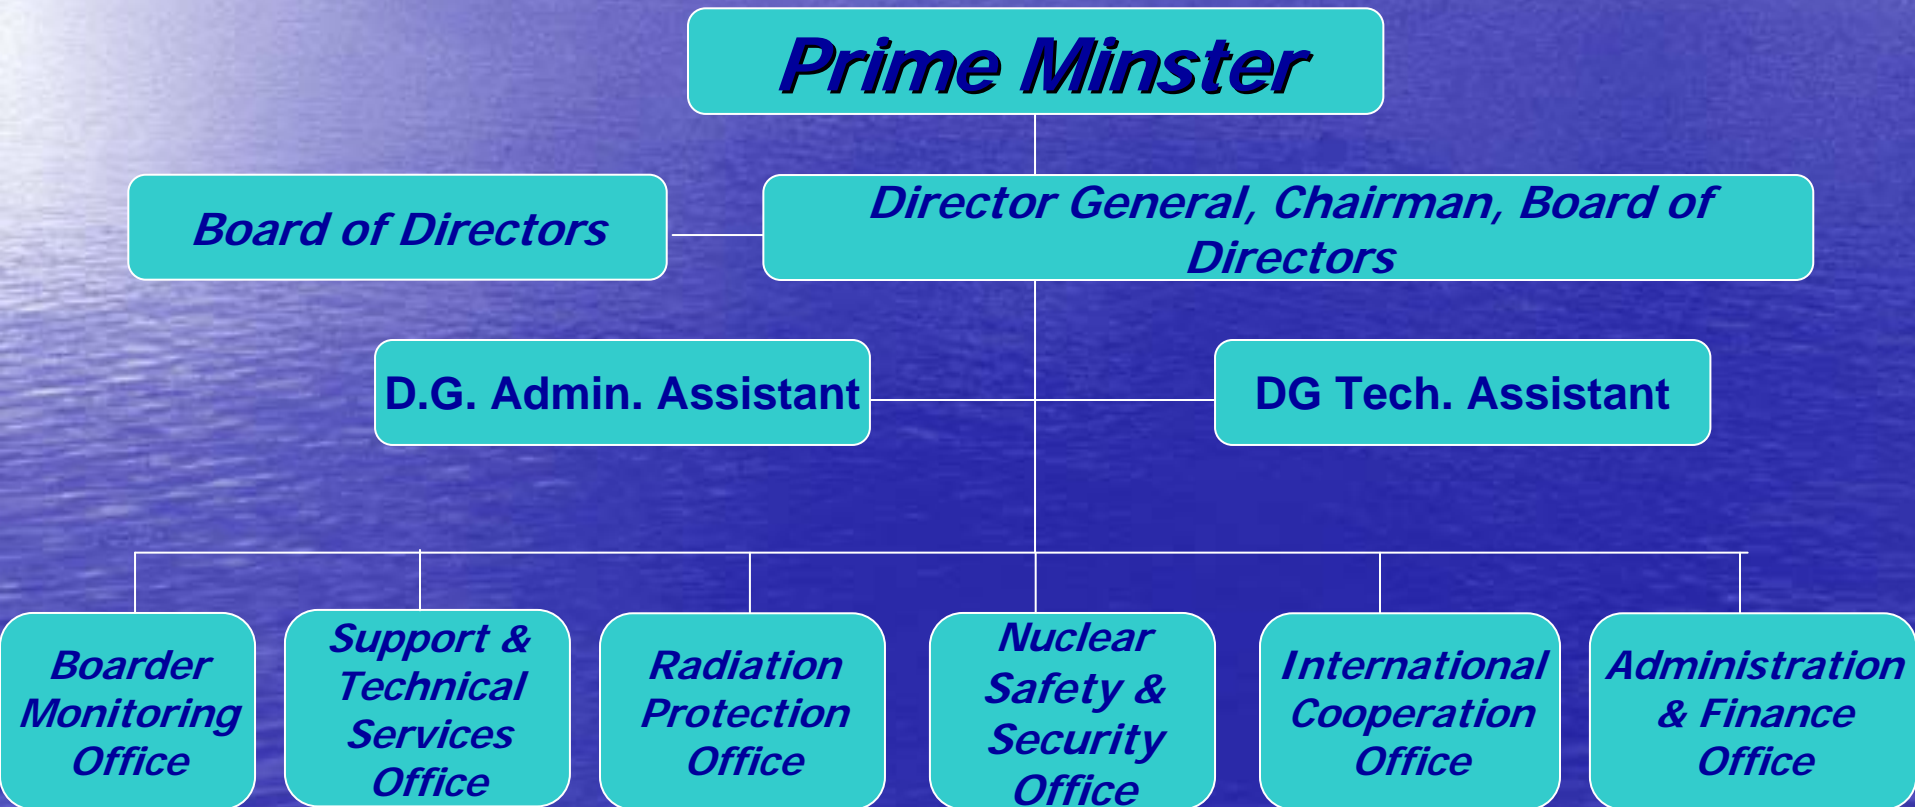 Prime Minster
Board of Directors
Director General, Chairman, Board of
Directors
D.G. Admin. Assistant
DG Tech. Assistant
Boarder
Monitoring
Office
Support &
Technical
Services
Office
Radiation
Protection
Office
Nuclear
Safety &
Security
Office
International
Cooperation
Office
Administration
& Finance
Office